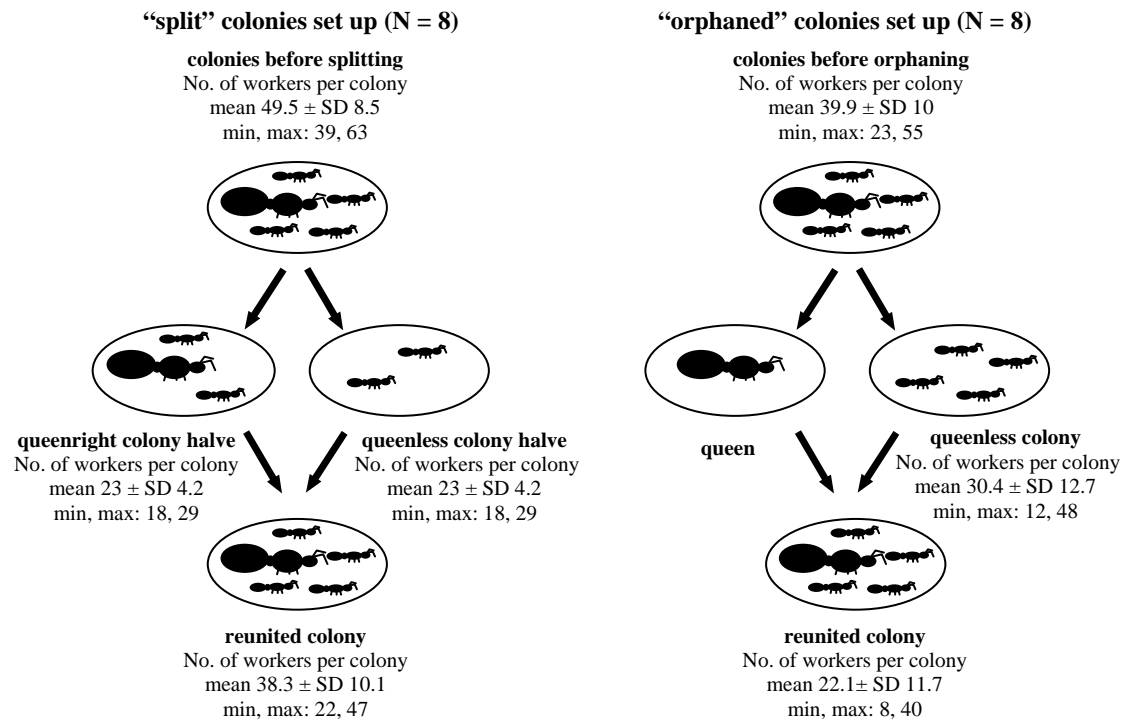 “split” colonies set up (N = 8)
colonies before splitting
No. of workers per colony
mean 49.5 ± SD 8.5
min, max: 39, 63
queenright colony halve
No. of workers per colony
mean 23 ± SD 4.2
min, max: 18, 29
queenless colony halve
No. of workers per colony
mean 23 ± SD 4.2
min, max: 18, 29
reunited colony
No. of workers per colony
mean 38.3 ± SD 10.1
min, max: 22, 47
“orphaned” colonies set up (N = 8)
colonies before orphaning
No. of workers per colony
mean 39.9 ± SD 10
min, max: 23, 55
queen
queenless colony
No. of workers per colony
mean 30.4 ± SD 12.7
min, max: 12, 48
reunited colony
No. of workers per colony
mean 22.1± SD 11.7
min, max: 8, 40